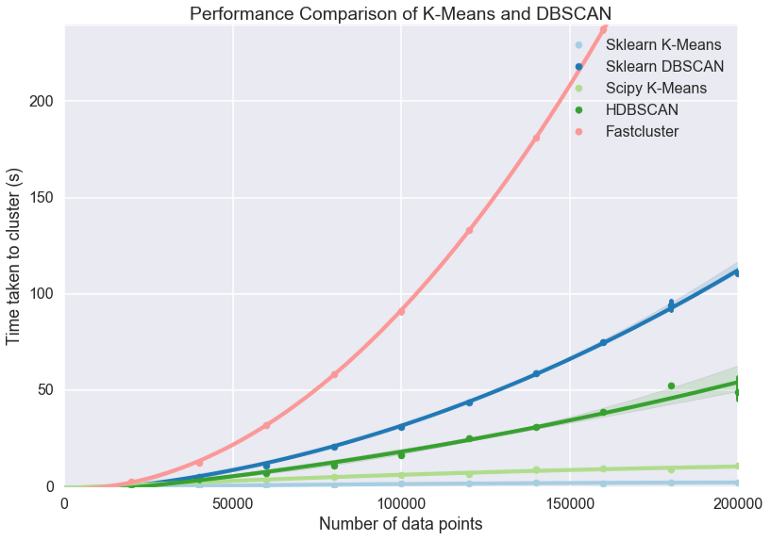 Performance Comparison of K-Means and DBSCAN
Sklearn K-Means
Sklearn DBSCAN
Scipy K-Means
HDBSCAN
Fastcluster
Time taken to cluster (s)
200
150
100
50
0
0 50000 100000 150000 200000
Number of data points